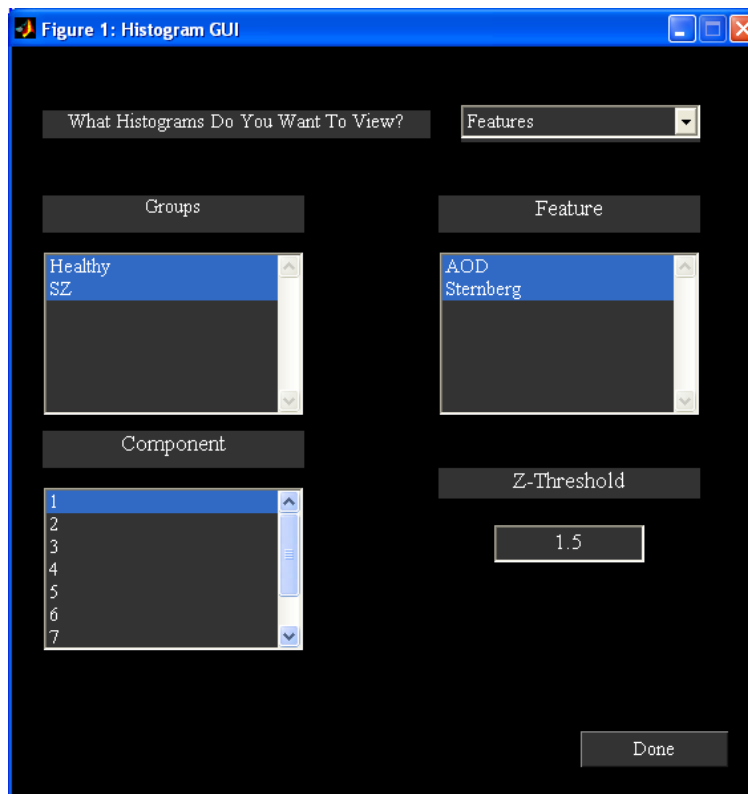 Figure 1: Histogram GUI
What Histograms Do You Want To View?
Features
Groups
Feature
Healthy
SZ
AOD
Sternberg
Component
Z-Threshold
1
2
3
4
5
6
7
1.5
Done